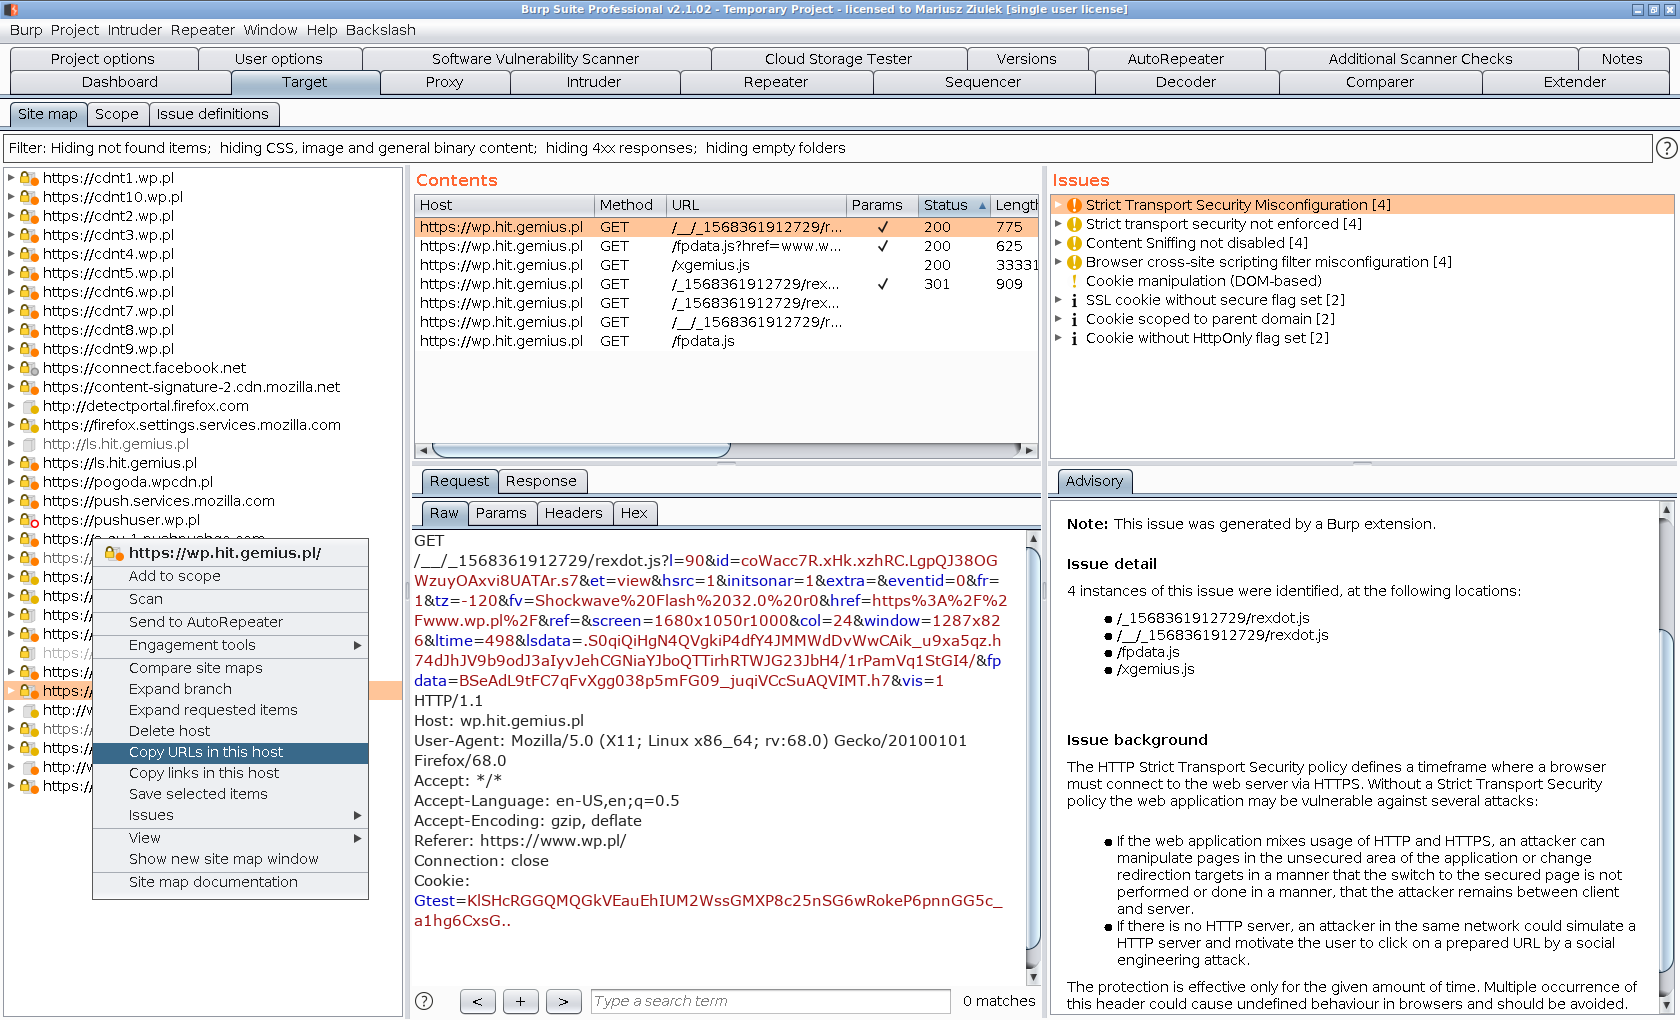 Burp Suite Professional v2.1.02 - Temporary Project - licensed to Mariusz Ziulek [single user license]
Burp Project Intruder Repeater Window Help Backslash
Project options User options Software Vulnerability Scanner Cloud Storage Tester Versions AutoRepeater Additional Scanner Checks Notes
Dashboard Target Proxy Intruder Repeater Sequencer Decoder Comparer Extender
Site map Scope Issue definitions
Filter: Hiding not found items; hiding CSS, image and general binary content; hiding 4xx responses; hiding empty folders
?
https://cdnt1.wp.pl
https://cdnt10.wp.pl
https://cdnt2.wp.pl
https://cdnt3.wp.pl
https://cdnt4.wp.pl
https://cdnt5.wp.pl
https://cdnt6.wp.pl
https://cdnt7.wp.pl
https://cdnt8.wp.pl
https://cdnt9.wp.pl
https://connect.facebook.net
https://content-signature-2.cdn.mozilla.net
http://detectportal.firefox.com
https://firefox.settings.services.mozilla.com
http://ls.hit.gemius.pl
https://ls.hit.gemius.pl
https://pogoda.wpcdn.pl
https://push.services.mozilla.com
https://pushuser.wp.pl
https:/
https:/
https:/
https:/
https:/
https:/
https:/
https:/
http://w
https:/
https:/
http://w
https:/
https://wp.hit.gemius.pl/
Add to scope
Scan
Send to AutoRepeater
Engagement tools
Compare site maps
Expand branch
Expand requested items
Delete host
Copy URLs in this host
Copy links in this host
Save selected items
Issues
View
Show new site map window
Site map documentation
Contents
Host Method URL Params Status Length
https://wp.hit.gemius.pl GET /__/_1568361912729/r... ✓ 200 775
https://wp.hit.gemius.pl GET /fpdata.js?href=www.w... ✓ 200 625
https://wp.hit.gemius.pl GET /xgemius.js 200 33331
https://wp.hit.gemius.pl GET /_1568361912729/rex... ✓ 301 909
https://wp.hit.gemius.pl GET /_1568361912729/rex...
https://wp.hit.gemius.pl GET /__/_1568361912729/r...
https://wp.hit.gemius.pl GET /fpdata.js
Request Response
Raw Params Headers Hex
GET
/__/_1568361912729/rexdot.js?l=90&id=coWacc7R.xHk.xzhRC.LgpQJ38OG
WzuyOAxvi8UATAr.s7&et=view&hsrc=1&initsonar=1&extra=&eventid=0&fr=
1&tz=-120&fv=Shockwave%20Flash%2032.0%20r0&href=https%3A%2F%2
Fwww.wp.pl%2F&ref=&screen=1680x1050r1000&col=24&window=1287x82
6&ltime=498&lsdata=.S0qiQiHgN4QVgkiP4dfY4JMMWdDvWwCAik_u9xa5qz.h
74dJhJV9b9odJ3aIyvJehCGNiaYJboQTTirhRTWJG23JbH4/1rPamVq1StGI4/&fp
data=BSeAdL9tFC7qFvXgg038p5mFG09_juqiVCcSuAQVIMT.h7&vis=1
HTTP/1.1
Host: wp.hit.gemius.pl
User-Agent: Mozilla/5.0 (X11; Linux x86_64; rv:68.0) Gecko/20100101
Firefox/68.0
Accept: */*
Accept-Language: en-US,en;q=0.5
Accept-Encoding: gzip, deflate
Referer: https://www.wp.pl/
Connection: close
Cookie:
Gtest=KlSHcRGGQMQGkVEauEhIUM2WssGMXP8c25nSG6wRokeP6pnnGG5c_
a1hg6CxsG..
? < + > Type a search term 0 matches
Issues
Strict Transport Security Misconfiguration [4]
Strict transport security not enforced [4]
Content Sniffing not disabled [4]
Browser cross-site scripting filter misconfiguration [4]
Cookie manipulation (DOM-based)
SSL cookie without secure flag set [2]
Cookie scoped to parent domain [2]
Cookie without HttpOnly flag set [2]
Advisory
Note: This issue was generated by a Burp extension.
Issue detail
4 instances of this issue were identified, at the following locations:
● /_1568361912729/rexdot.js
● /__/_1568361912729/rexdot.js
● /fpdata.js
● /xgemius.js
Issue background
The HTTP Strict Transport Security policy defines a timeframe where a browser
must connect to the web server via HTTPS. Without a Strict Transport Security
policy the web application may be vulnerable against several attacks:
● If the web application mixes usage of HTTP and HTTPS, an attacker can
manipulate pages in the unsecured area of the application or change
redirection targets in a manner that the switch to the secured page is not
performed or done in a manner, that the attacker remains between client
and server.
● If there is no HTTP server, an attacker in the same network could simulate a
HTTP server and motivate the user to click on a prepared URL by a social
engineering attack.
The protection is effective only for the given amount of time. Multiple occurrence of
this header could cause undefined behaviour in browsers and should be avoided.